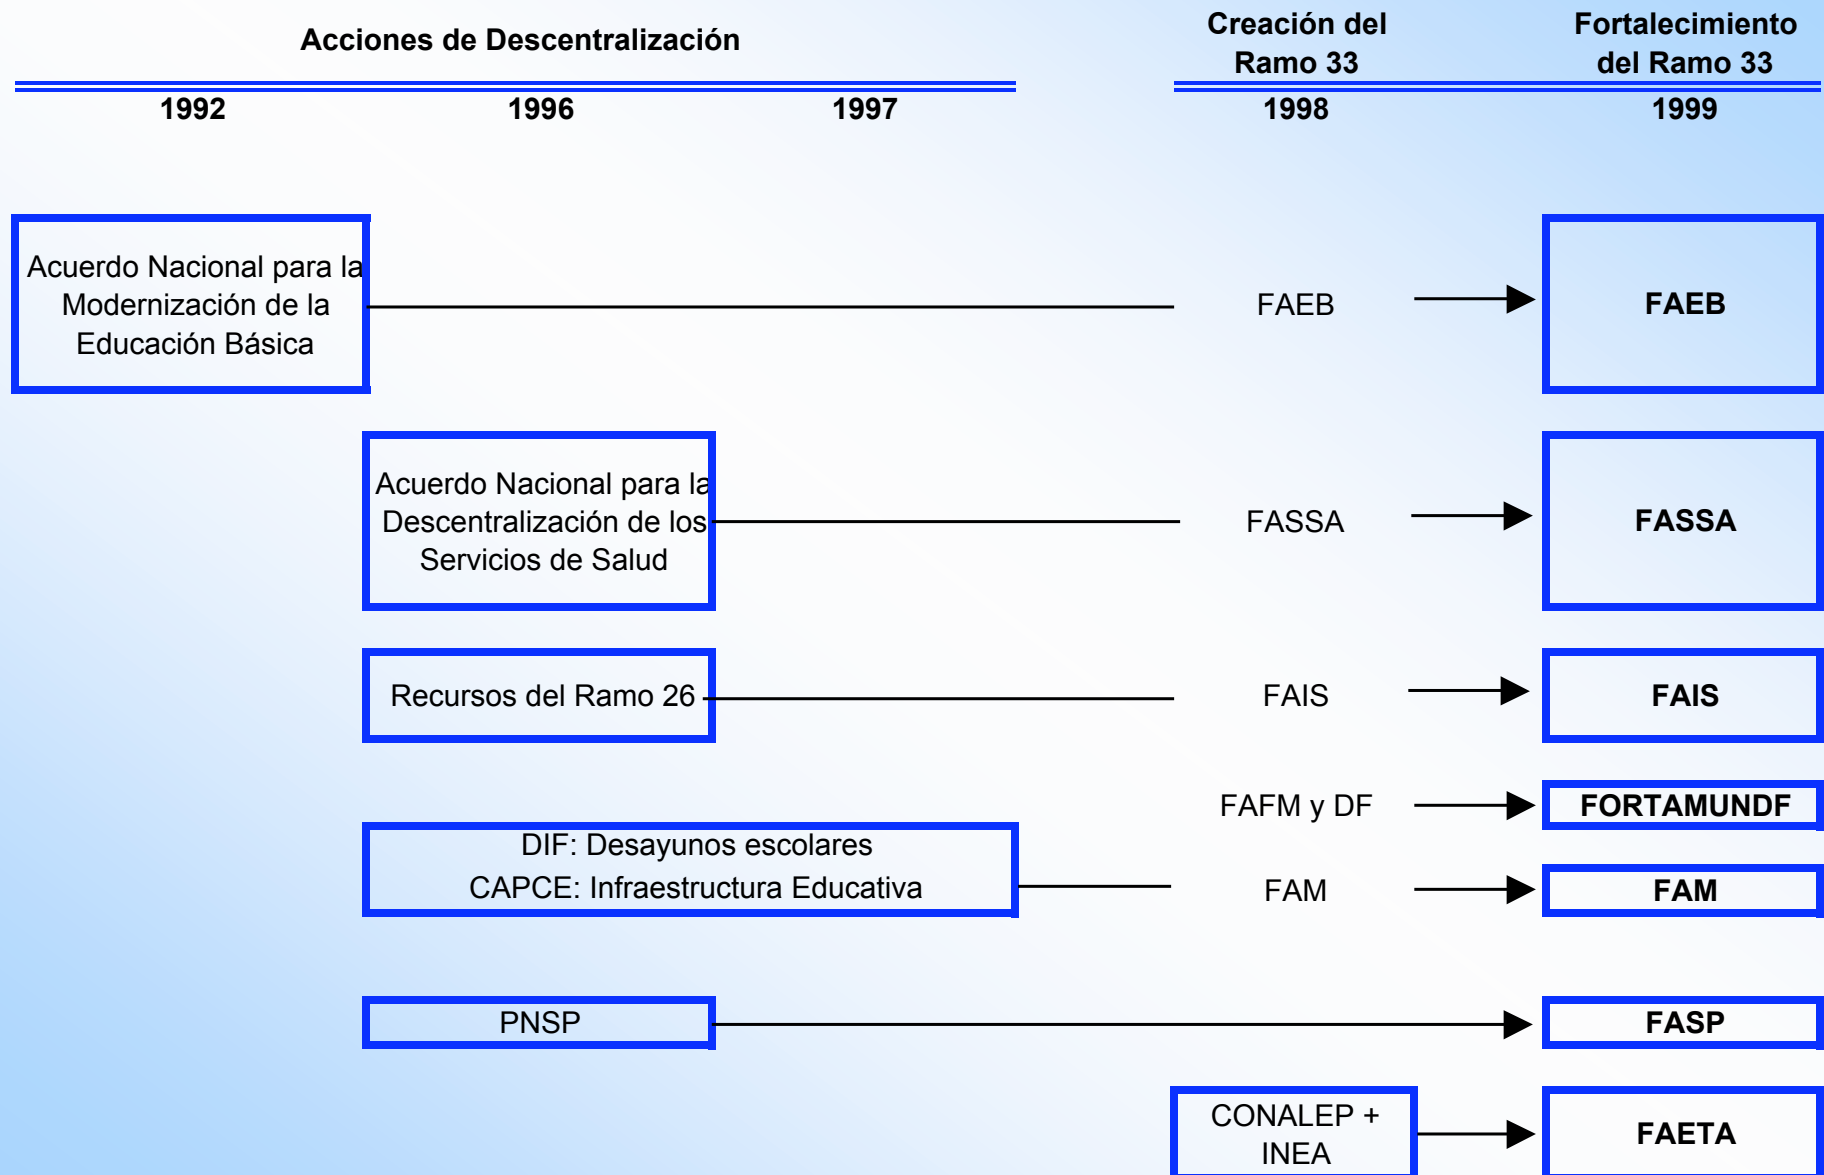 Acciones de Descentralización
Creación del
Ramo 33
Fortalecimiento
del Ramo 33
1992
1996
1997
1998
1999
Acuerdo Nacional para la
Modernización de la
Educación Básica
FAEB
FAEB
Acuerdo Nacional para la
Descentralización de los
Servicios de Salud
FASSA
FASSA
Recursos del Ramo 26
FAIS
FAIS
FAFM y DF
FORTAMUNDF
DIF: Desayunos escolares
CAPCE: Infraestructura Educativa
FAM
FAM
PNSP
FASP
CONALEP +
INEA
FAETA